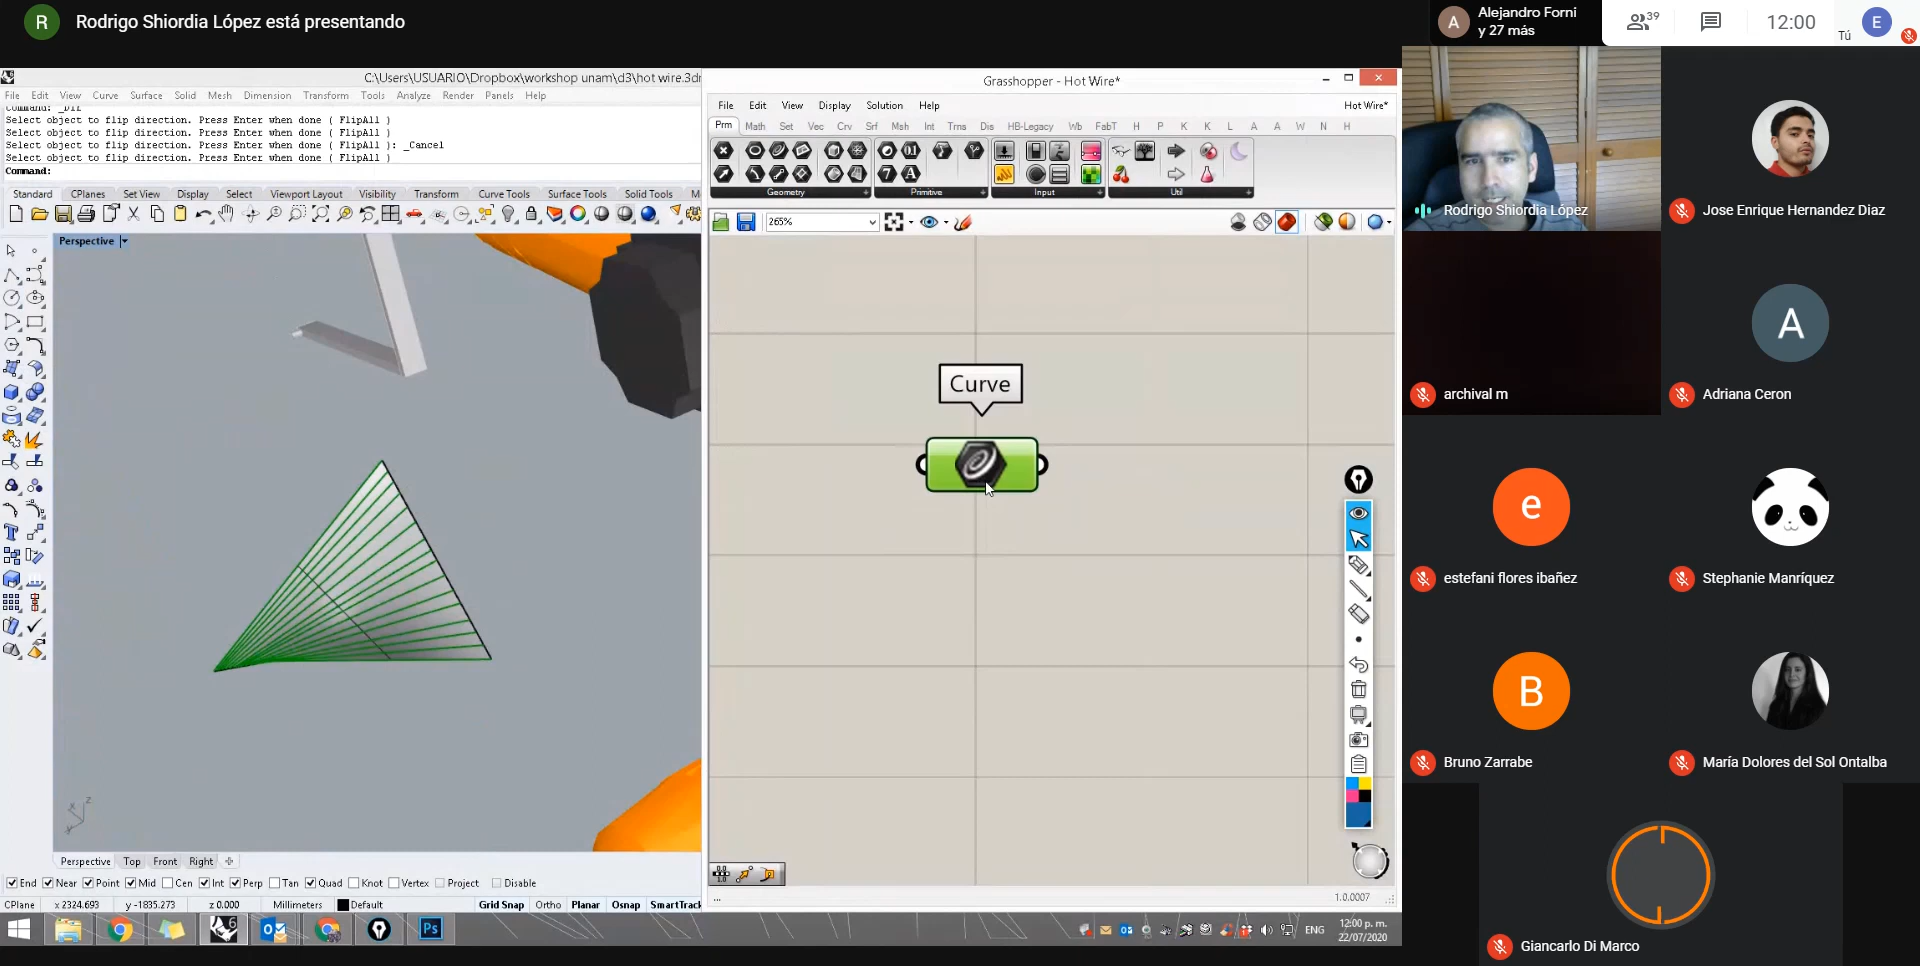 R Rodrigo Shiordia López está presentando
A Alejandro Forni
y 27 más
39
12:00
Tú
E
C:\Users\USUARIO\Dropbox\workshop unam\d3\hot wire.3d
File Edit View Curve Surface Solid Mesh Dimension Transform Tools Analyze Render Panels Help
Command: _Dir
Select object to flip direction. Press Enter when done ( FlipAll )
Select object to flip direction. Press Enter when done ( FlipAll )
Select object to flip direction. Press Enter when done ( FlipAll ): _Cancel
Select object to flip direction. Press Enter when done ( FlipAll )
Command:
Standard CPlanes Set View Display Select Viewport Layout Visibility Transform Curve Tools Surface Tools Solid Tools M
Perspective
z
x
y
Perspective Top Front Right
End Near Point Mid Cen Int Perp Tan Quad Knot Vertex Project Disable
CPlane x 2324.693 y -1835.273 z 0.000 Millimeters Default Grid Snap Ortho Planar Osnap SmartTrack
Grasshopper - Hot Wire*
File Edit View Display Solution Help Hot Wire*
Prm Math Set Vec Crv Srf Msh Int Trns Dis HB-Legacy Wb FabT H P K K L A A W N H
Geometry Primitive Input Util
265%
Curve
...
1.0.0007
6
Ps
ENG
12:00 p. m.
22/07/2020
Rodrigo Shiordia López
Jose Enrique Hernandez Diaz
archival m
A
Adriana Ceron
e
estefani flores ibañez
Stephanie Manríquez
B
Bruno Zarrabe
María Dolores del Sol Ontalba
Giancarlo Di Marco